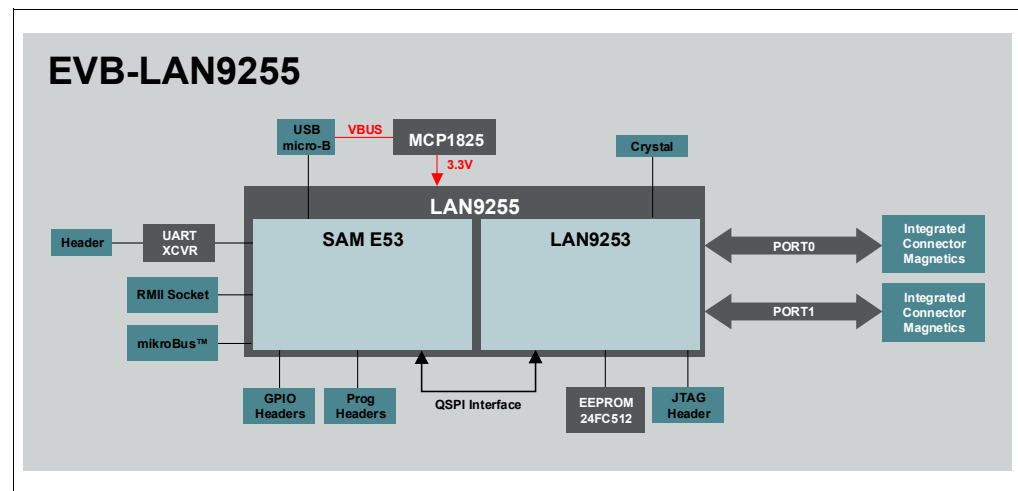 EVB-LAN9255
USB
micro-B
VBUS
MCP1825
3.3V
Crystal
LAN9255
SAM E53
LAN9253
Header
UART
XCVR
PORT0
Integrated
Connector
Magnetics
RMII Socket
PORT1
Integrated
Connector
Magnetics
mikroBus™
GPIO
Headers
Prog
Headers
QSPI Interface
EEPROM
24FC512
JTAG
Header